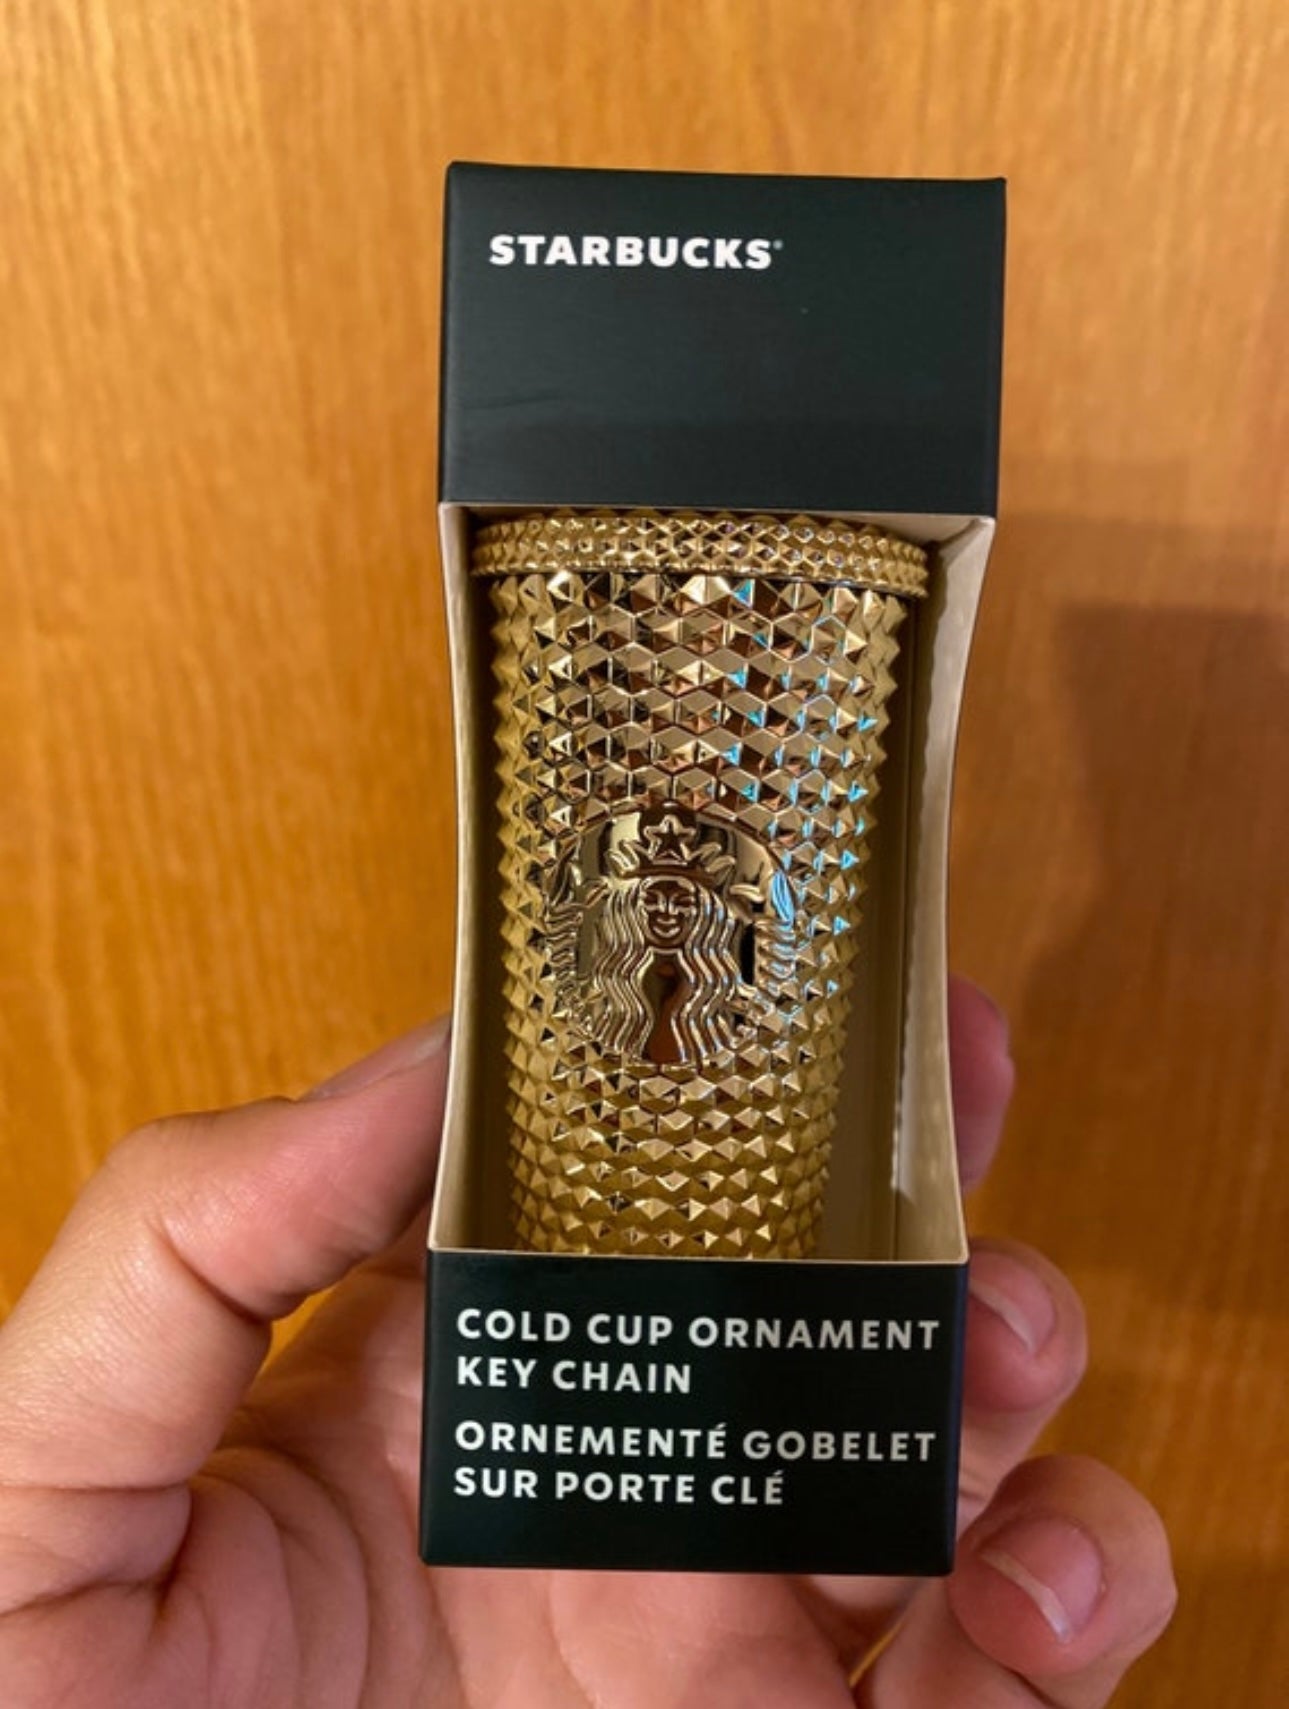 STARBUCKS®
COLD CUP ORNAMENT
KEY CHAIN
ORNEMENTÉ GOBELET
SUR PORTE CLÉ